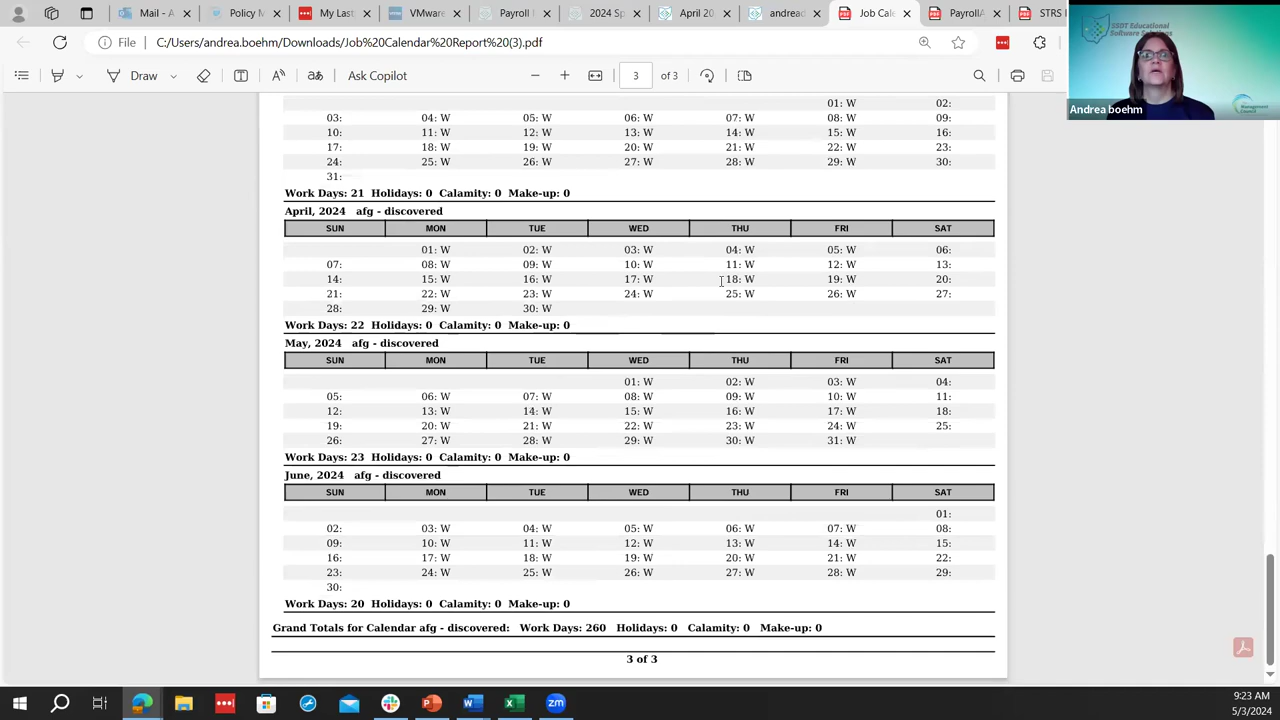 Mail - A
Policy M
My Last
VMware
Payroll
2024 Sp
April 20
andrea
Job Cale
PayrollA
STRS
File C:/Users/andrea.boehm/Downloads/Job%20Calendar%20Report%20(3).pdf
Draw Ask Copilot 3 of 3
SSDT Educational
Software Solutions
Management
Council
Andrea boehm
01: W 02:
03: 04: W 05: W 06: W 07: W 08: W 09:
10: 11: W 12: W 13: W 14: W 15: W 16:
17: 18: W 19: W 20: W 21: W 22: W 23:
24: 25: W 26: W 27: W 28: W 29: W 30:
31:
Work Days: 21 Holidays: 0 Calamity: 0 Make-up: 0
April, 2024 afg - discovered
SUN MON TUE WED THU FRI SAT
01: W 02: W 03: W 04: W 05: W 06:
07: 08: W 09: W 10: W 11: W 12: W 13:
14: 15: W 16: W 17: W 18: W 19: W 20:
21: 22: W 23: W 24: W 25: W 26: W 27:
28: 29: W 30: W
Work Days: 22 Holidays: 0 Calamity: 0 Make-up: 0
May, 2024 afg - discovered
SUN MON TUE WED THU FRI SAT
01: W 02: W 03: W 04:
05: 06: W 07: W 08: W 09: W 10: W 11:
12: 13: W 14: W 15: W 16: W 17: W 18:
19: 20: W 21: W 22: W 23: W 24: W 25:
26: 27: W 28: W 29: W 30: W 31: W
Work Days: 23 Holidays: 0 Calamity: 0 Make-up: 0
June, 2024 afg - discovered
SUN MON TUE WED THU FRI SAT
01:
02: 03: W 04: W 05: W 06: W 07: W 08:
09: 10: W 11: W 12: W 13: W 14: W 15:
16: 17: W 18: W 19: W 20: W 21: W 22:
23: 24: W 25: W 26: W 27: W 28: W 29:
30:
Work Days: 20 Holidays: 0 Calamity: 0 Make-up: 0
Grand Totals for Calendar afg - discovered: Work Days: 260 Holidays: 0 Calamity: 0 Make-up: 0
3 of 3
9:23 AM
5/3/2024